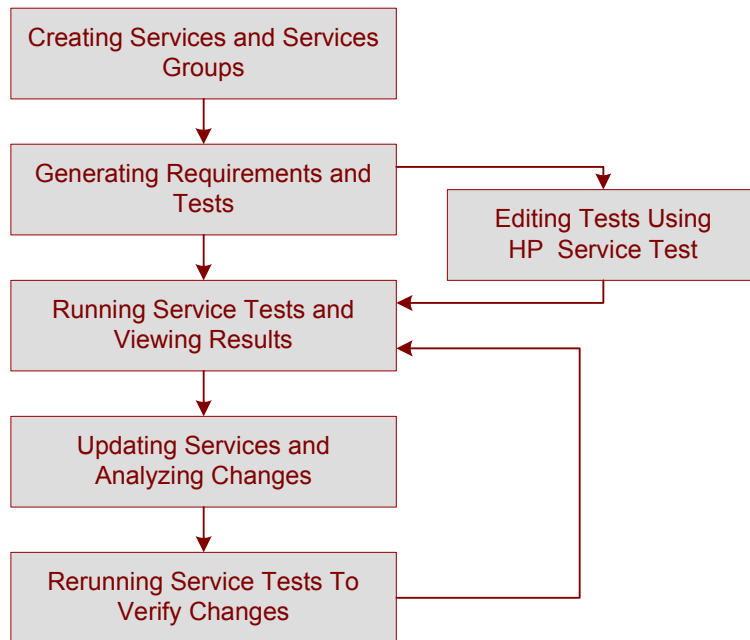 Creating Services and Services
Groups
Generating Requirements and
Tests
Editing Tests Using
HP Service Test
Running Service Tests and
Viewing Results
Updating Services and
Analyzing Changes
Rerunning Service Tests To
Verify Changes